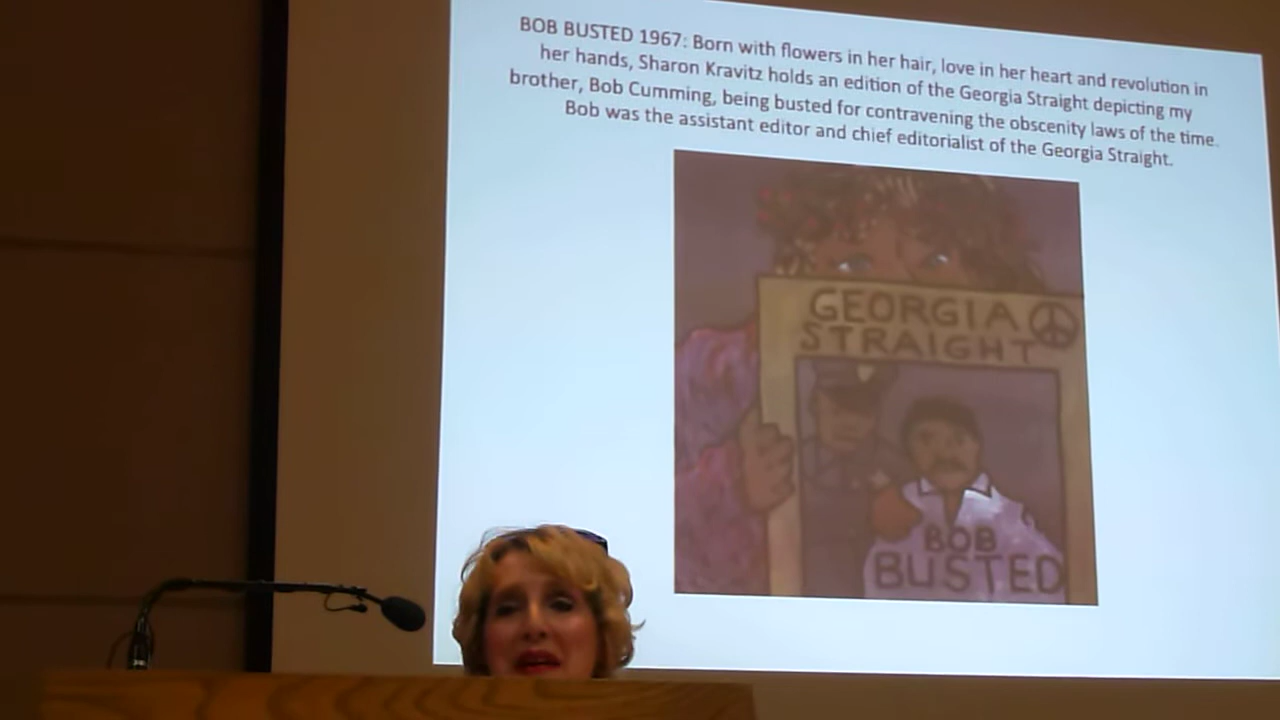 BOB BUSTED 1967: Born with flowers in her hair, love in her heart and revolution in
her hands, Sharon Kravitz holds an edition of the Georgia Straight depicting my
brother, Bob Cumming, being busted for contravening the obscenity laws of the time.
Bob was the assistant editor and chief editorialist of the Georgia Straight.
GEORGIA
STRAIGHT
BOB
BUSTED